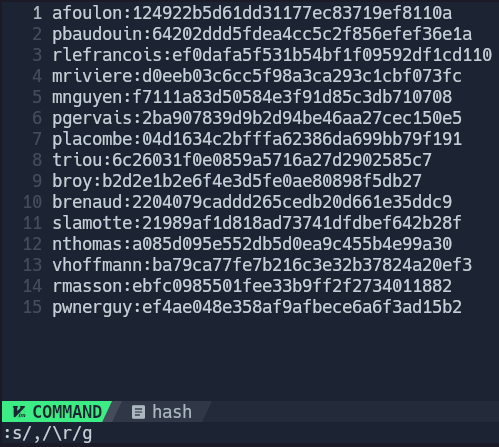 1 afoulon:124922b5d61dd31177ec83719ef8110a
2 pbaudouin:64202ddd5fdea4cc5c2f856efef36e1a
3 rlefrancois:ef0dafa5f531b54bf1f09592df1cd110
4 mriviere:d0eeb03c6cc5f98a3ca293c1cbf073fc
5 mnguyen:f7111a83d50584e3f91d85c3db710708
6 pgervais:2ba907839d9b2d94be46aa27cec150e5
7 placombe:04d1634c2bfffa62386da699bb79f191
8 triou:6c26031f0e0859a5716a27d2902585c7
9 broy:b2d2e1b2e6f4e3d5fe0ae80898f5db27
10 brenaud:2204079caddd265cedb20d661e35ddc9
11 slamotte:21989af1d818ad73741dfdbef642b28f
12 nthomas:a085d095e552db5d0ea9c455b4e99a30
13 vhoffmann:ba79ca77fe7b216c3e32b37824a20ef3
14 rmasson:ebfc0985501fee33b9ff2f2734011882
15 pwnerguy:ef4ae048e358af9afbece6a6f3ad15b2
COMMAND hash
:s/,/\r/g